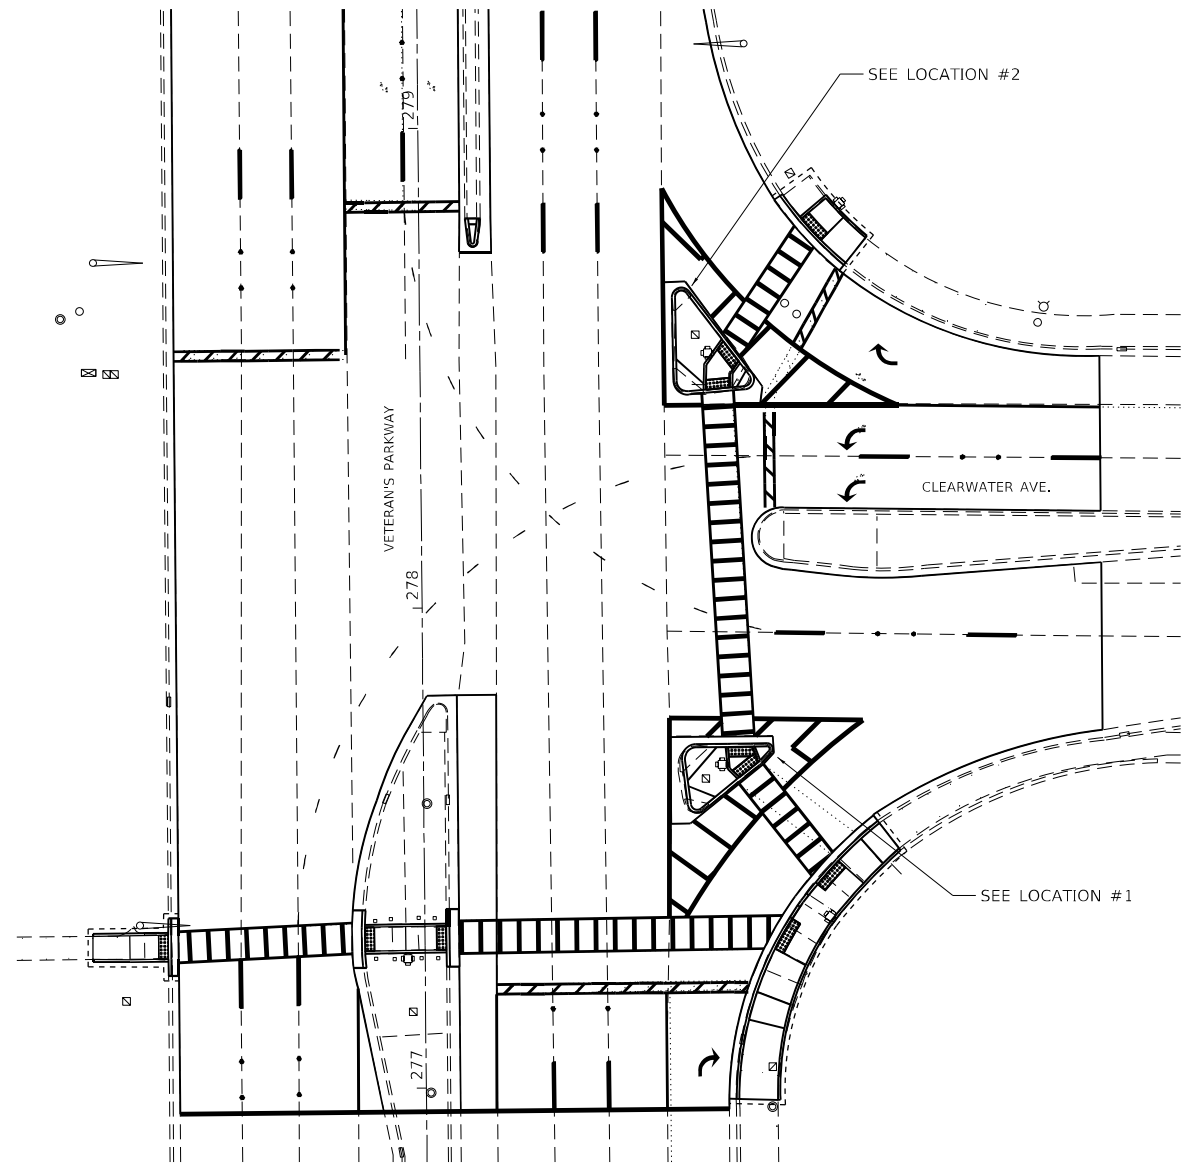 SEE LOCATION #2
279
VETERAN'S PARKWAY
CLEARWATER AVE.
278
SEE LOCATION #1
277